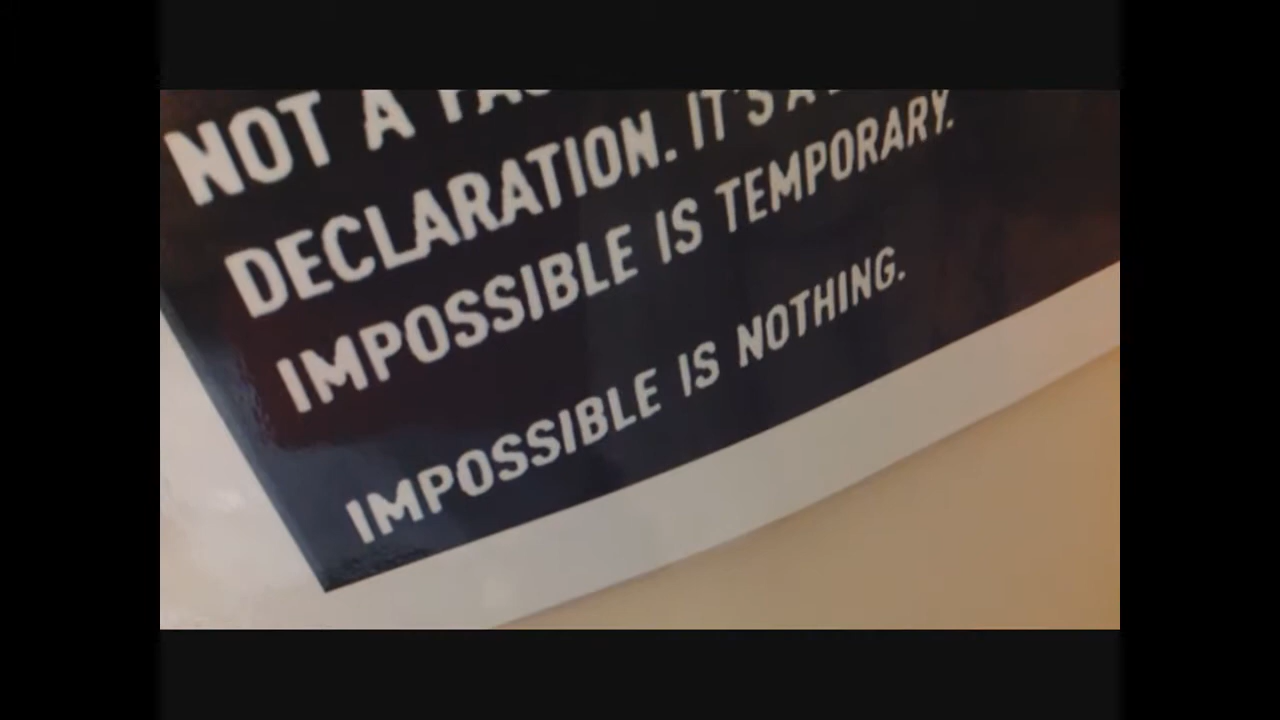 NOT A
DECLARATION. IT'S A
IMPOSSIBLE IS TEMPORARY.
IMPOSSIBLE IS NOTHING.